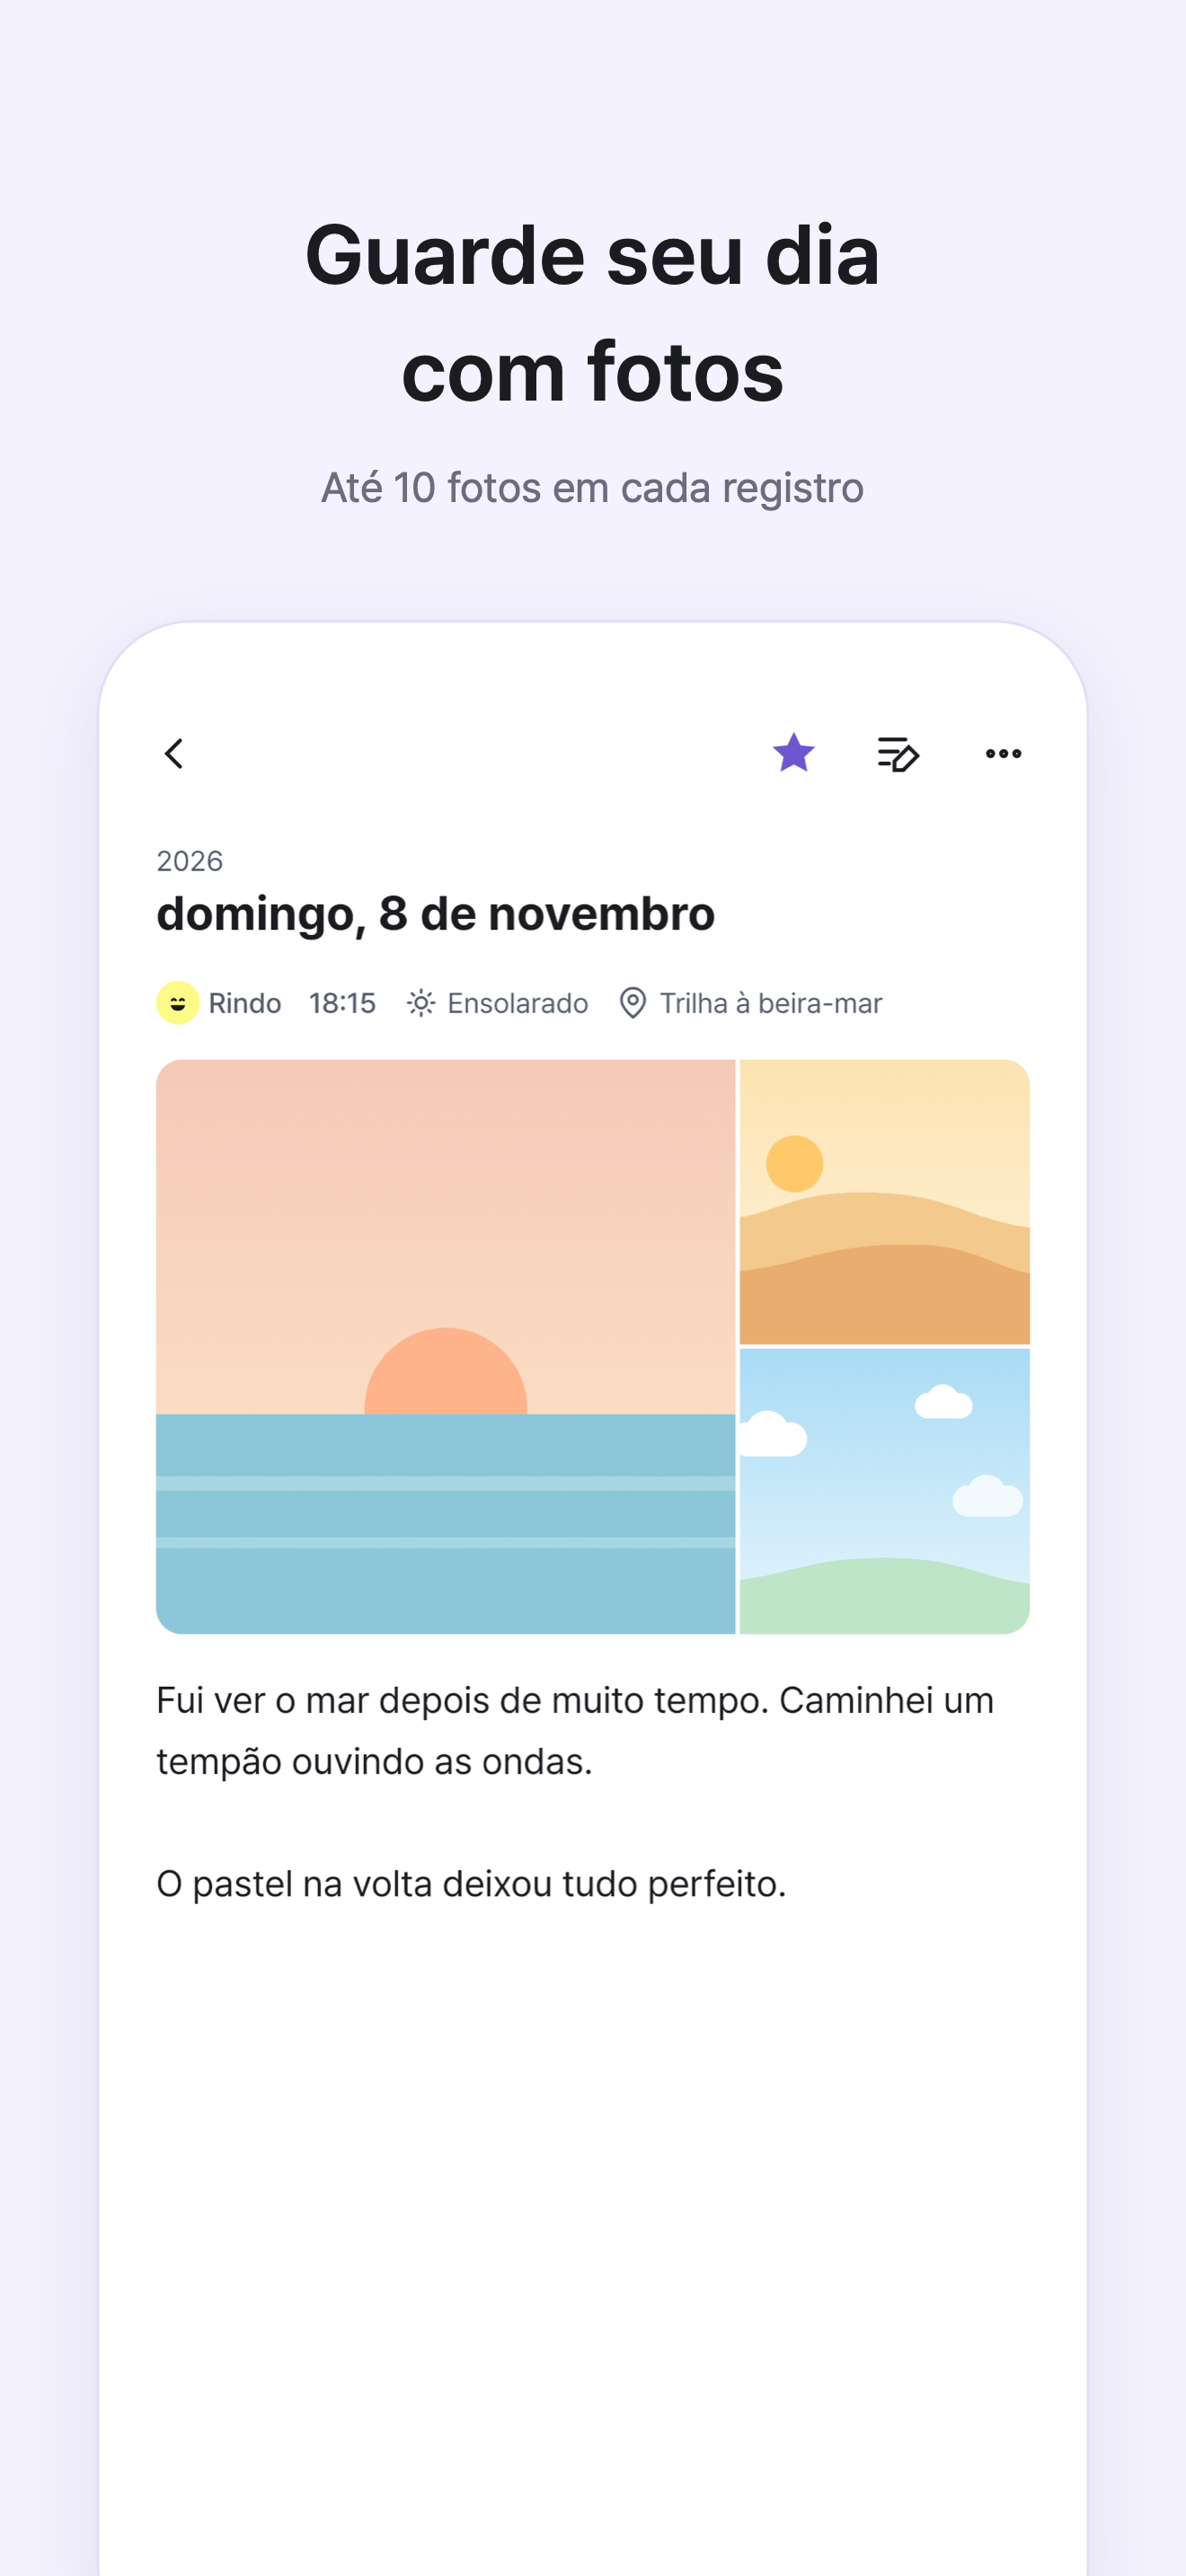 Guarde seu dia
com fotos
Até 10 fotos em cada registro
2026
domingo, 8 de novembro
Rindo 18:15 Ensolarado Trilha à beira-mar
Fui ver o mar depois de muito tempo. Caminhei um
tempão ouvindo as ondas.
O pastel na volta deixou tudo perfeito.